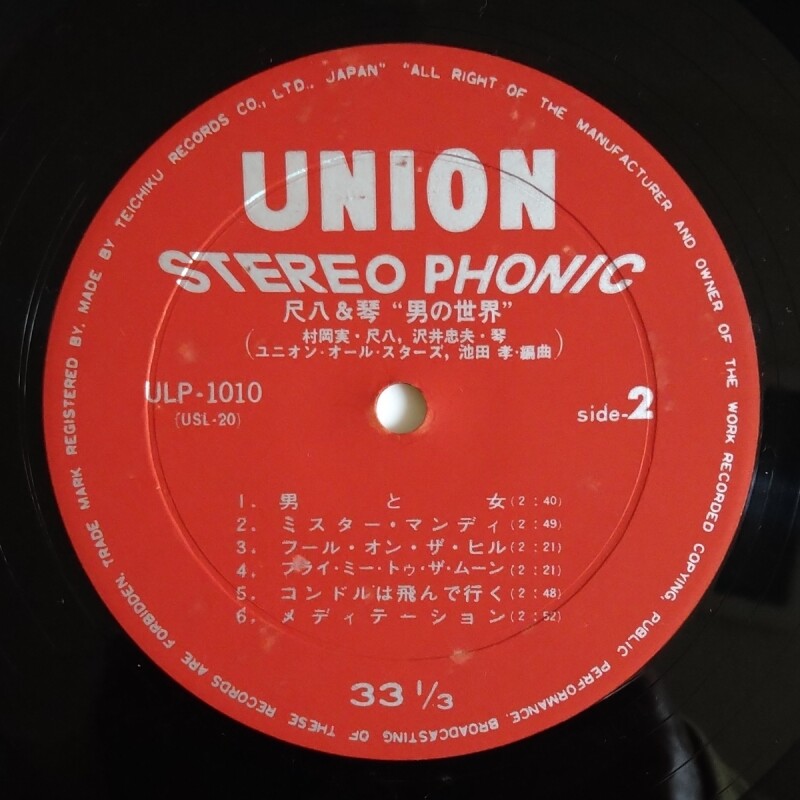 TRADE MARK REGISTERED BY. MADE BY TEICHIKU RECORDS CO., LTD., JAPAN" "ALL RIGHT OF THE MANUFACTURER AND OWNER OF THE WORK RECORDED COPYING, PUBLIC PERFORMANCE, BROADCASTING OF THESE RECORDS ARE FORBIDDEN.
UNION
STEREO PHONIC
尺八&琴 "男の世界"
(村岡実・尺八, 沢井忠夫・琴
ユニオン・オール・スターズ, 池田 孝・編曲)
ULP-1010
(USL-20)
side-2
1. 男と女 (2:40)
2. ミスター・マンディ (2:49)
3. フール・オン・ザ・ヒル (2:21)
4. フライ・ミー・トゥ・ザ・ムーン (2:21)
5. コンドルは飛んで行く (2:48)
6. メディテーション (2:52)
33 1/3